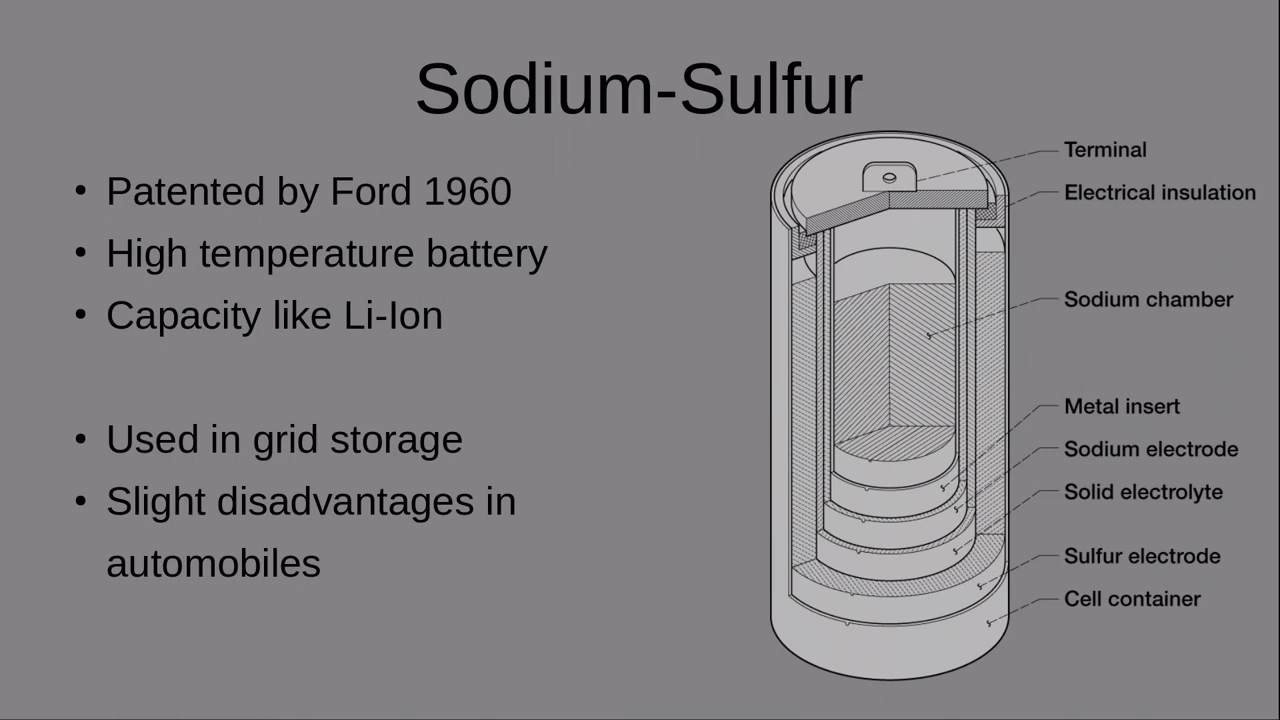 Sodium-Sulfur
• Patented by Ford 1960
• High temperature battery
• Capacity like Li-Ion
• Used in grid storage
• Slight disadvantages in
automobiles
Terminal
Electrical insulation
Sodium chamber
Metal insert
Sodium electrode
Solid electrolyte
Sulfur electrode
Cell container